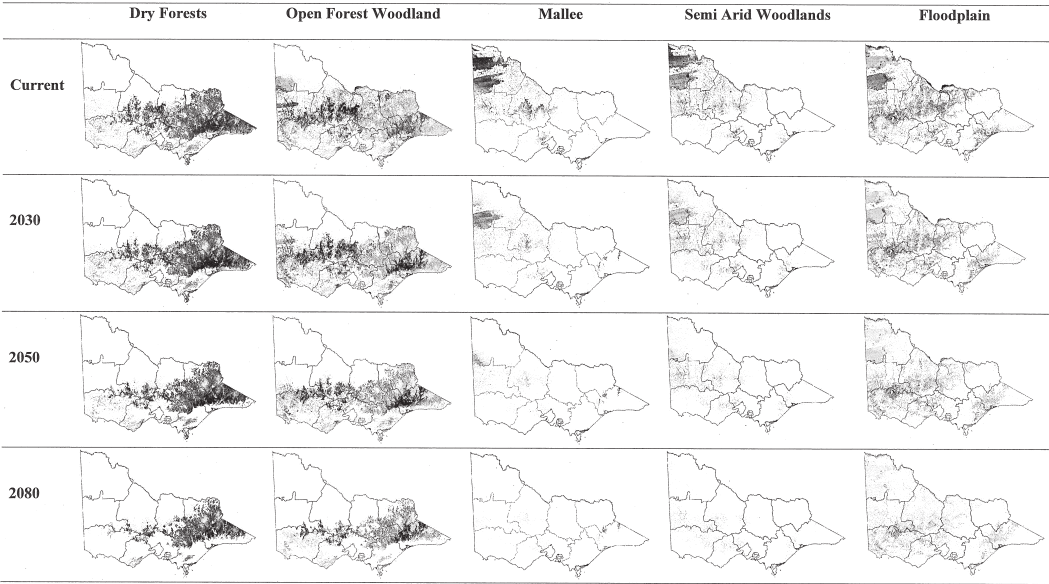 Dry Forests Open Forest Woodland Mallee Semi Arid Woodlands Floodplain
Current
2030
2050
2080